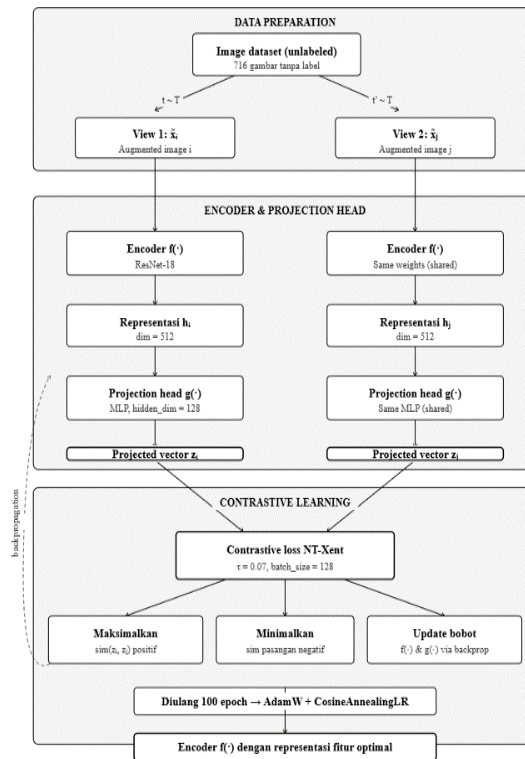 DATA PREPARATION
Image dataset (unlabeled)
716 gambar tanpa label
t ~ T
t' ~ T
View 1: x̃ᵢ
Augmented image i
View 2: x̃ⱼ
Augmented image j
ENCODER & PROJECTION HEAD
Encoder f(·)
ResNet-18
Encoder f(·)
Same weights (shared)
Representasi hᵢ
dim = 512
Representasi hⱼ
dim = 512
Projection head g(·)
MLP, hidden_dim = 128
Projection head g(·)
Same MLP (shared)
Projected vector zᵢ
Projected vector zⱼ
backpropagation
CONTRASTIVE LEARNING
Contrastive loss NT-Xent
τ = 0.07, batch_size = 128
Maksimalkan
sim(zᵢ, zⱼ) positif
Minimalkan
sim pasangan negatif
Update bobot
f(·) & g(·) via backprop
Diulang 100 epoch → AdamW + CosineAnnealingLR
Encoder f(·) dengan representasi fitur optimal